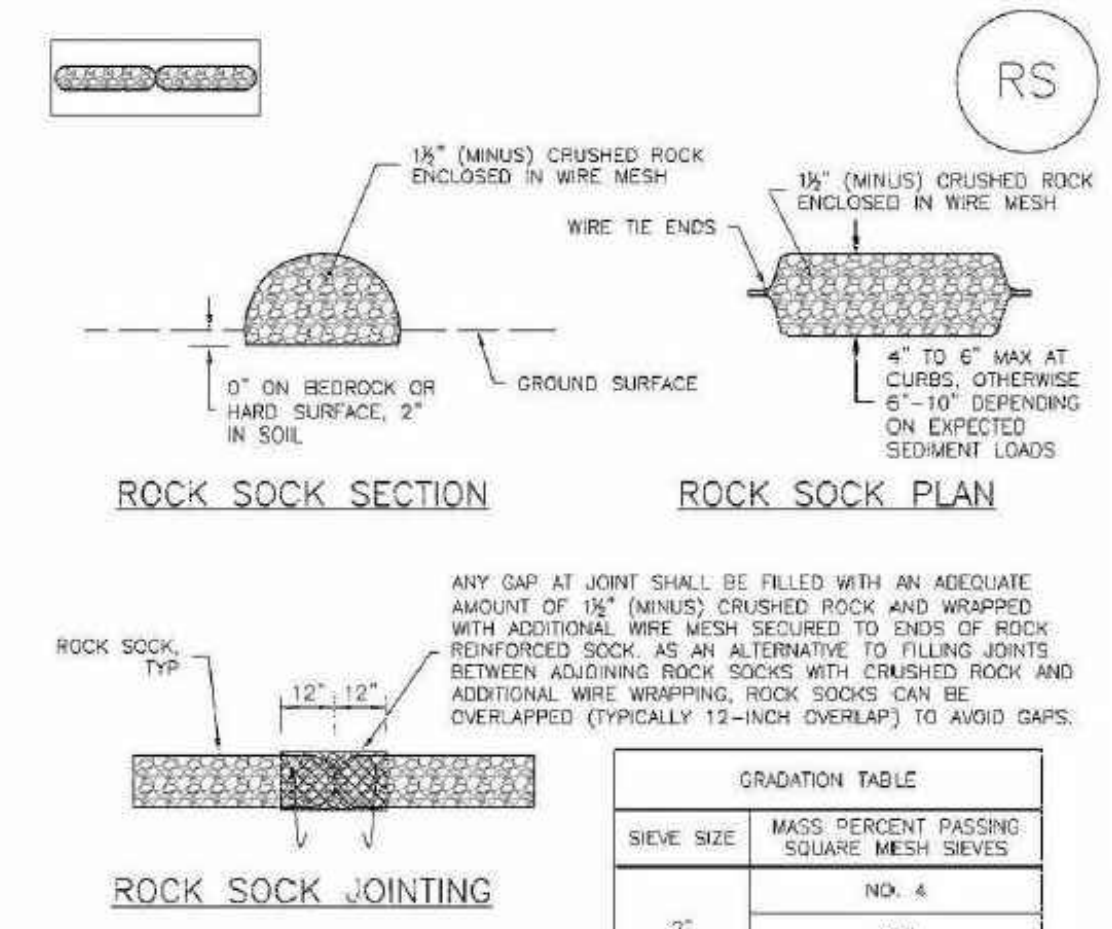 RS
1½" (MINUS) CRUSHED ROCK
ENCLOSED IN WIRE MESH
0" ON BEDROCK OR
HARD SURFACE, 2"
IN SOIL
GROUND SURFACE
ROCK SOCK SECTION
1½" (MINUS) CRUSHED ROCK
ENCLOSED IN WIRE MESH
WIRE TIE ENDS
4" TO 6" MAX AT
CURBS, OTHERWISE
6"-10" DEPENDING
ON EXPECTED
SEDIMENT LOADS
ROCK SOCK PLAN
ANY GAP AT JOINT SHALL BE FILLED WITH AN ADEQUATE
AMOUNT OF 1½" (MINUS) CRUSHED ROCK AND WRAPPED
WITH ADDITIONAL WIRE MESH SECURED TO ENDS OF ROCK
REINFORCED SOCK. AS AN ALTERNATIVE TO FILLING JOINTS
BETWEEN ADJOINING ROCK SOCKS WITH CRUSHED ROCK AND
ADDITIONAL WIRE WRAPPING, ROCK SOCKS CAN BE
OVERLAPPED (TYPICALLY 12-INCH OVERLAP) TO AVOID GAPS.
ROCK SOCK,
TYP
12" 12"
ROCK SOCK JOINTING
GRADATION TABLE
SIEVE SIZE
MASS PERCENT PASSING
SQUARE MESH SIEVES
NO. 4
2"